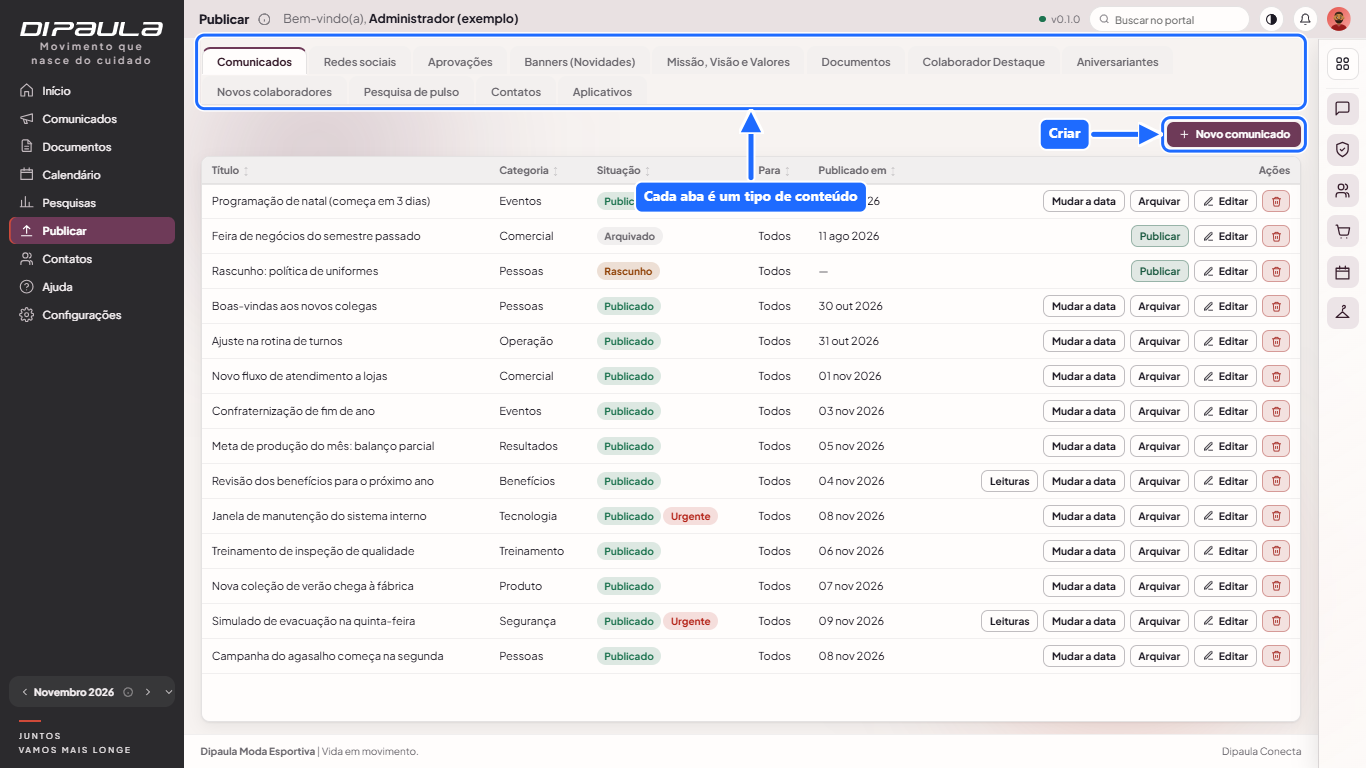 DIPAULA
Movimento que
nasce do cuidado
Início
Comunicados
Documentos
Calendário
Pesquisas
Publicar
Contatos
Ajuda
Configurações
Novembro 2026
JUNTOS
VAMOS MAIS LONGE
Publicar Bem-vindo(a), Administrador (exemplo) v0.1.0 Buscar no portal
Comunicados Redes sociais Aprovações Banners (Novidades) Missão, Visão e Valores Documentos Colaborador Destaque Aniversariantes
Novos colaboradores Pesquisa de pulso Contatos Aplicativos
Criar + Novo comunicado
Título Categoria Situação Para Publicado em Ações
Cada aba é um tipo de conteúdo
Programação de natal (começa em 3 dias) Eventos 26 Mudar a data Arquivar Editar
Feira de negócios do semestre passado Comercial Arquivado Todos 11 ago 2026 Publicar Editar
Rascunho: política de uniformes Pessoas Rascunho Todos — Publicar Editar
Boas-vindas aos novos colegas Pessoas Publicado Todos 30 out 2026 Mudar a data Arquivar Editar
Ajuste na rotina de turnos Operação Publicado Todos 31 out 2026 Mudar a data Arquivar Editar
Novo fluxo de atendimento a lojas Comercial Publicado Todos 01 nov 2026 Mudar a data Arquivar Editar
Confraternização de fim de ano Eventos Publicado Todos 03 nov 2026 Mudar a data Arquivar Editar
Meta de produção do mês: balanço parcial Resultados Publicado Todos 05 nov 2026 Mudar a data Arquivar Editar
Revisão dos benefícios para o próximo ano Benefícios Publicado Todos 04 nov 2026 Leituras Mudar a data Arquivar Editar
Janela de manutenção do sistema interno Tecnologia Publicado Urgente Todos 08 nov 2026 Mudar a data Arquivar Editar
Treinamento de inspeção de qualidade Treinamento Publicado Todos 06 nov 2026 Mudar a data Arquivar Editar
Nova coleção de verão chega à fábrica Produto Publicado Todos 07 nov 2026 Mudar a data Arquivar Editar
Simulado de evacuação na quinta-feira Segurança Publicado Urgente Todos 09 nov 2026 Leituras Mudar a data Arquivar Editar
Campanha do agasalho começa na segunda Pessoas Publicado Todos 08 nov 2026 Mudar a data Arquivar Editar
Dipaula Moda Esportiva | Vida em movimento. Dipaula Conecta